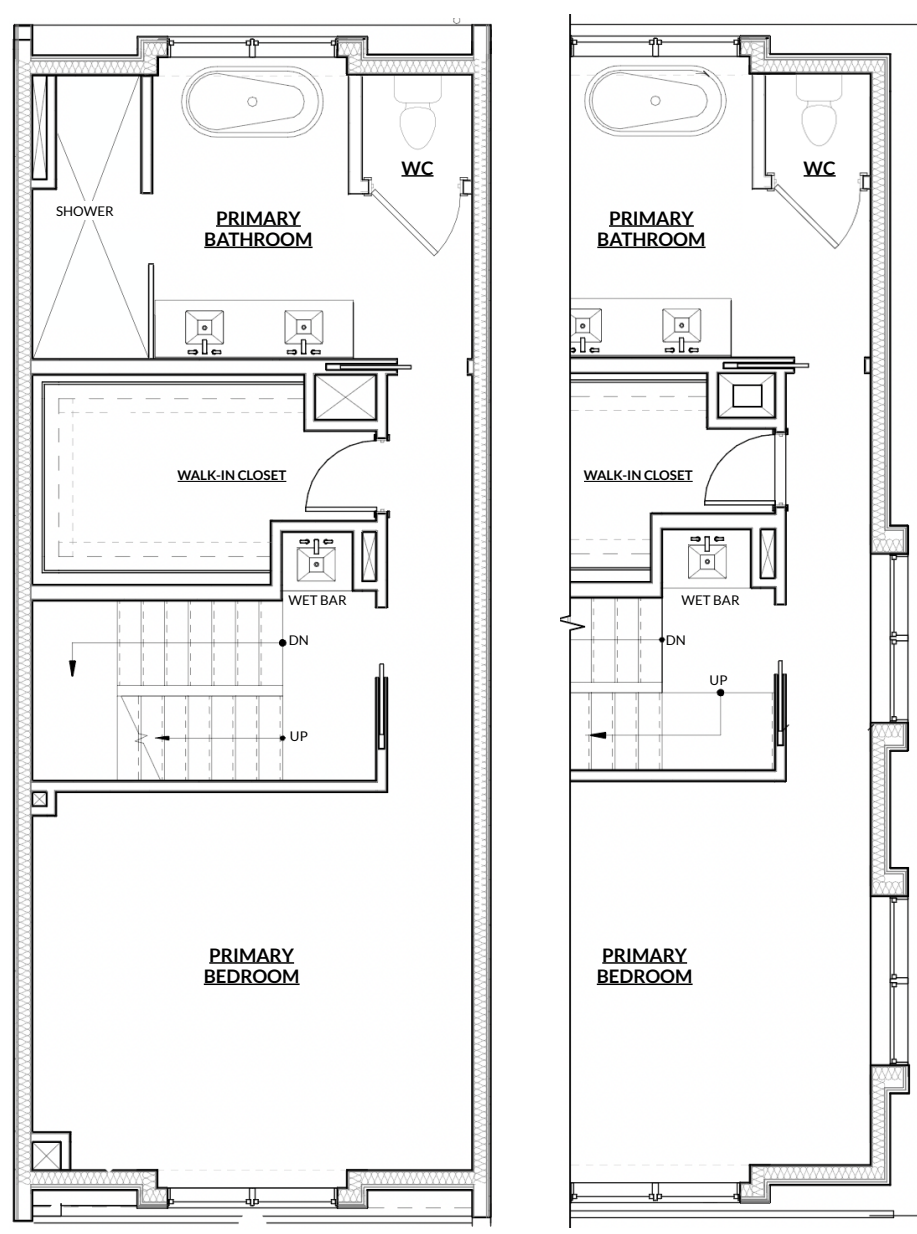 WC
SHOWER
PRIMARY
BATHROOM
WALK-IN CLOSET
WET BAR
DN
UP
PRIMARY
BEDROOM
WC
PRIMARY
BATHROOM
WALK-IN CLOSET
WET BAR
DN
UP
PRIMARY
BEDROOM